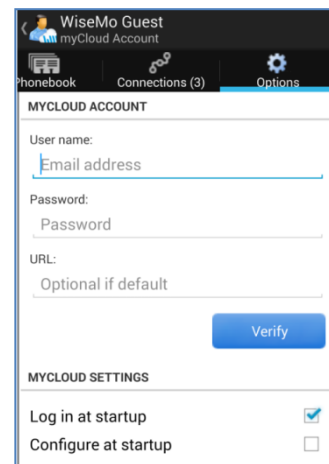 WiseMo Guest
myCloud Account
Phonebook
Connections (3)
Options
MYCLOUD ACCOUNT
User name:
Email address
Password:
Password
URL:
Optional if default
Verify
MYCLOUD SETTINGS
Log in at startup
Configure at startup